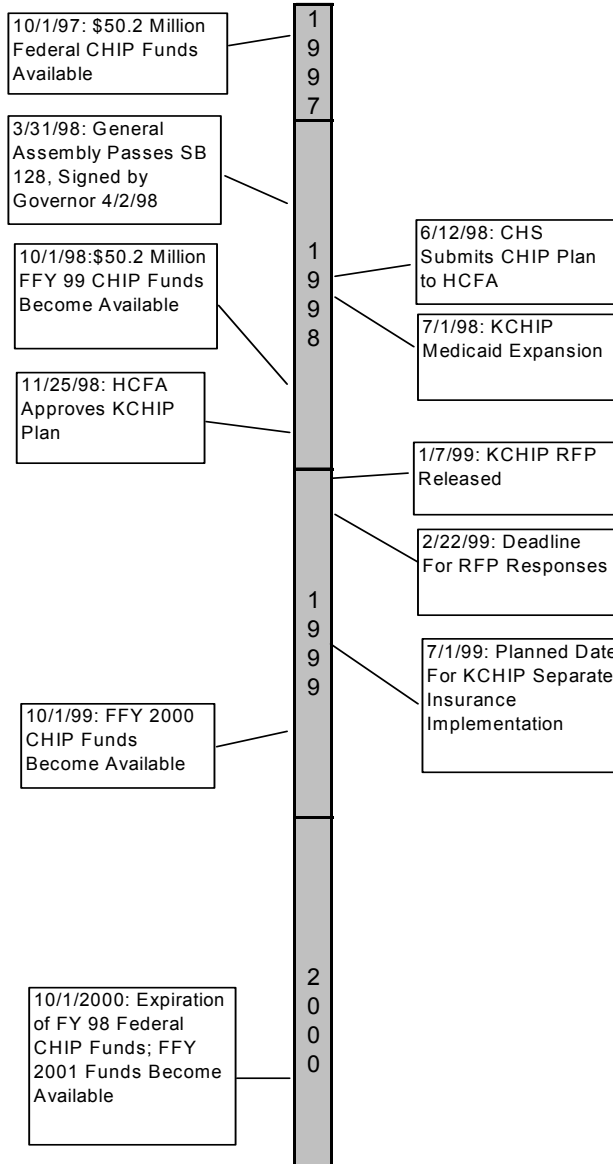 10/1/97: $50.2 Million
Federal CHIP Funds
Available
1
9
9
7
3/31/98: General
Assembly Passes SB
128, Signed by
Governor 4/2/98
6/12/98: CHS
Submits CHIP Plan
to HCFA
10/1/98:$50.2 Million
FFY 99 CHIP Funds
Become Available
1
9
9
8
7/1/98: KCHIP
Medicaid Expansion
11/25/98: HCFA
Approves KCHIP
Plan
1/7/99: KCHIP RFP
Released
2/22/99: Deadline
For RFP Responses
1
9
9
9
7/1/99: Planned Date
For KCHIP Separate
Insurance
Implementation
10/1/99: FFY 2000
CHIP Funds
Become Available
2
0
0
0
10/1/2000: Expiration
of FY 98 Federal
CHIP Funds; FFY
2001 Funds Become
Available